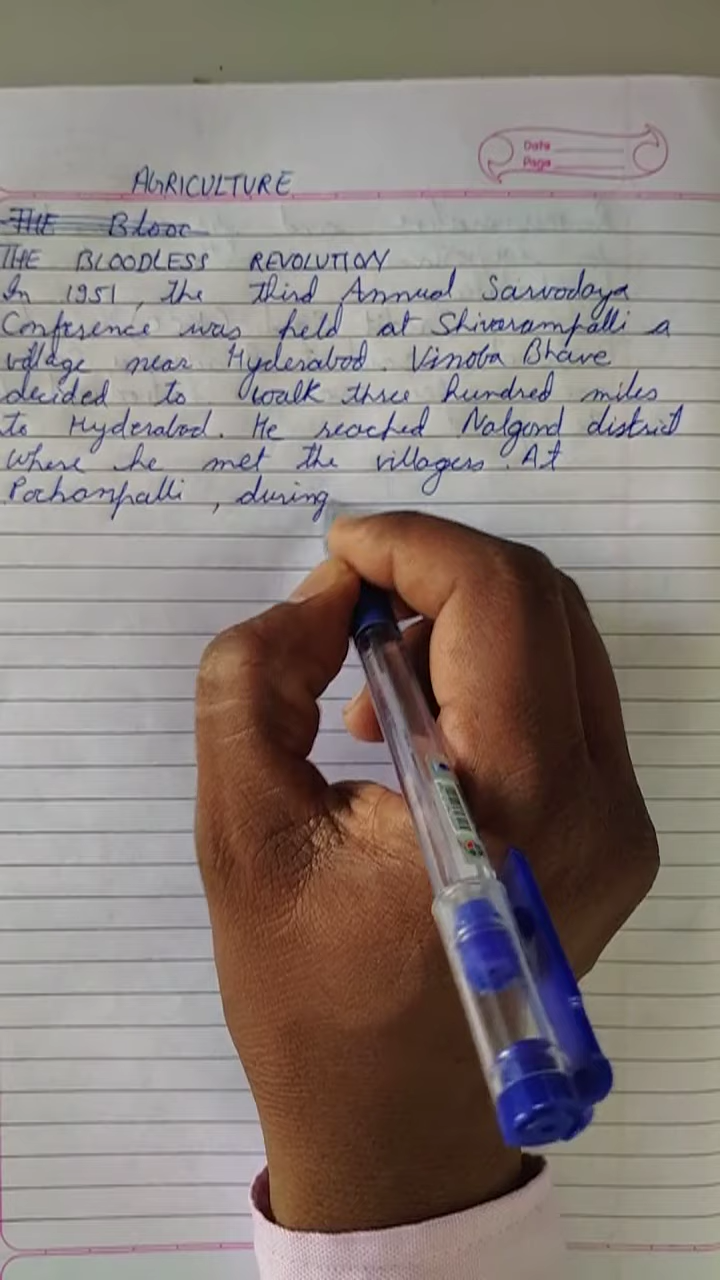 Date
Page
AGRICULTURE
THE Blooc
THE BLOODLESS REVOLUTION
In 1951, the third Annual Sarvodaya
Conference was held at Shivarampalli a
village near Hyderabad. Vinoba Bhave
decided to walk three hundred miles
to Hyderabad. He reached Nalgond district
where he met the villagers. At
Pochampalli, during